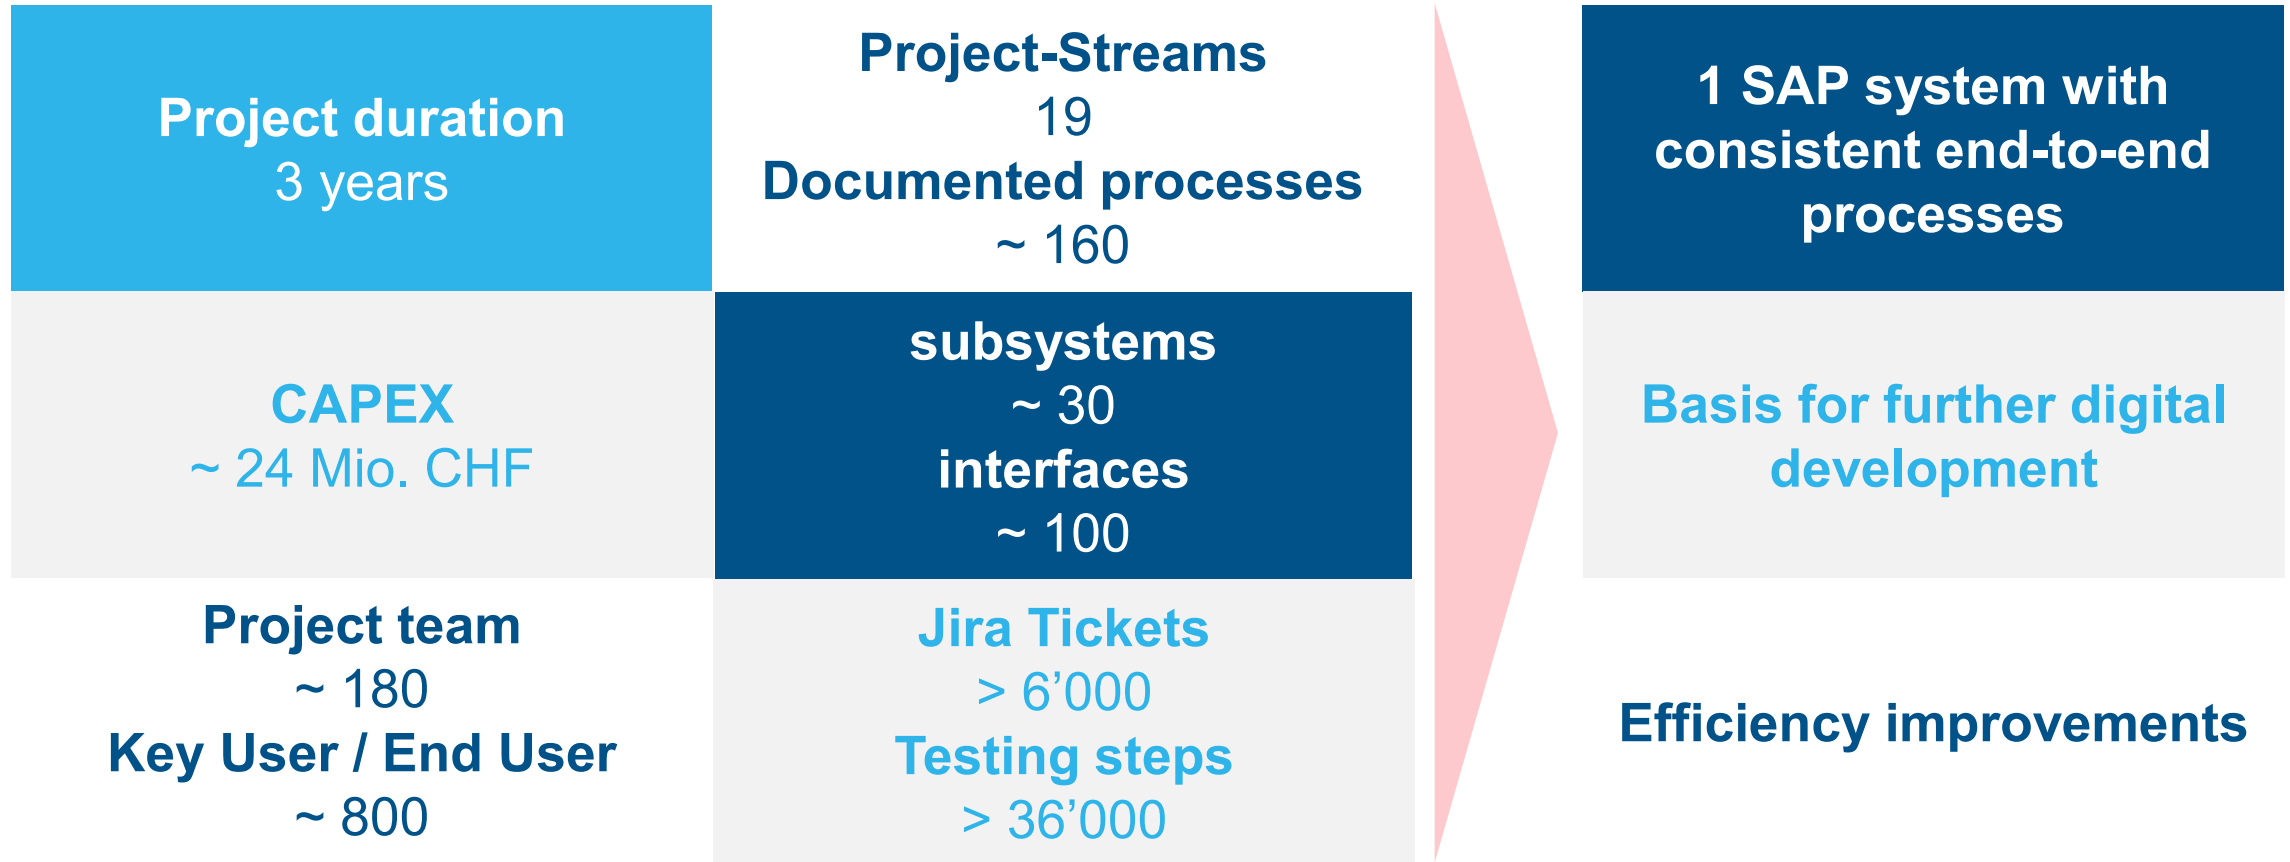 Project duration
3 years
Project-Streams
19
Documented processes
~ 160
1 SAP system with
consistent end-to-end
processes
CAPEX
~ 24 Mio. CHF
subsystems
~ 30
interfaces
~ 100
Basis for further digital
development
Project team
~ 180
Key User / End User
~ 800
Jira Tickets
> 6’000
Testing steps
> 36’000
Efficiency improvements